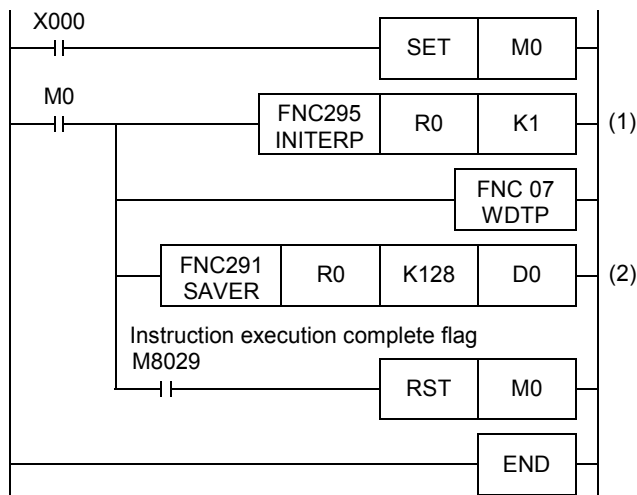 X000
SET M0
M0
FNC295
INITERP R0 K1 (1)
FNC 07
WDTP
FNC291
SAVER R0 K128 D0 (2)
Instruction execution complete flag
M8029
RST M0
END